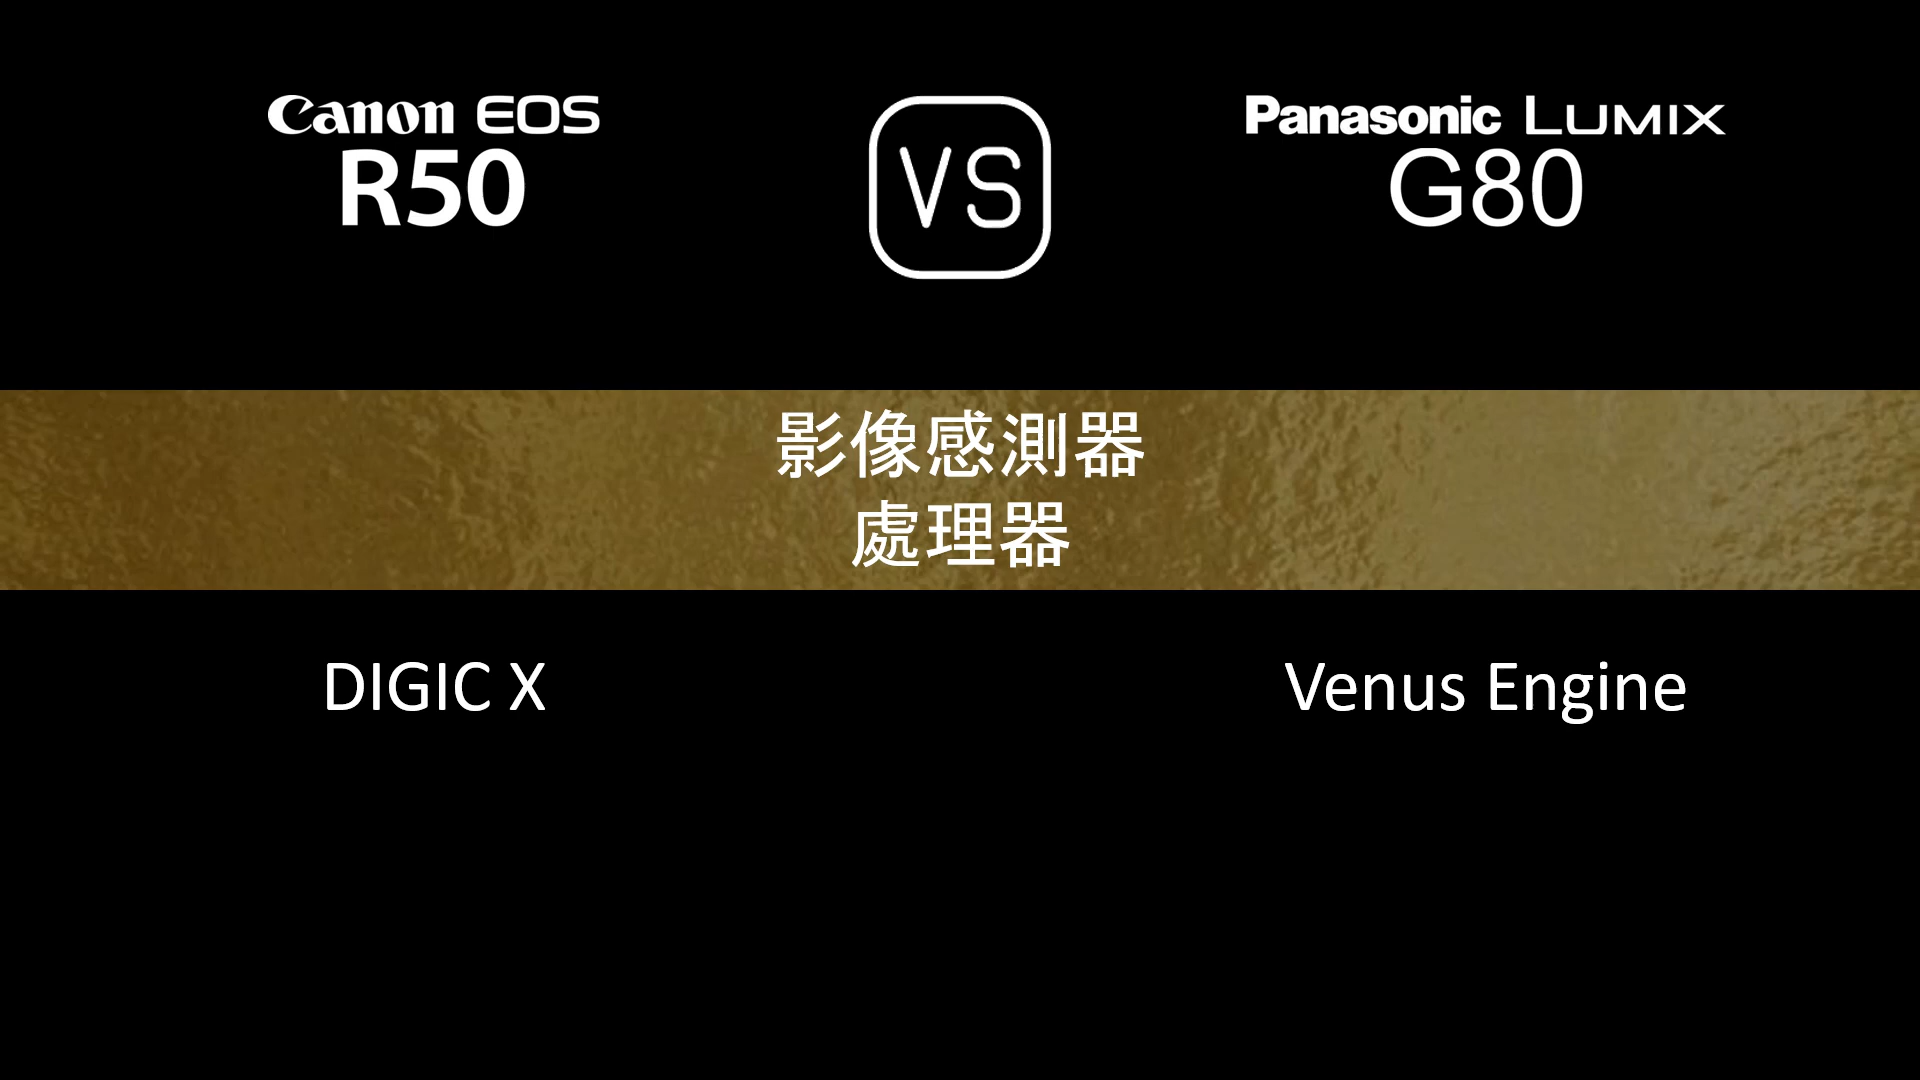 Canon EOS
R50
VS
Panasonic LUMIX
G80
影像感測器
處理器
DIGIC X
Venus Engine